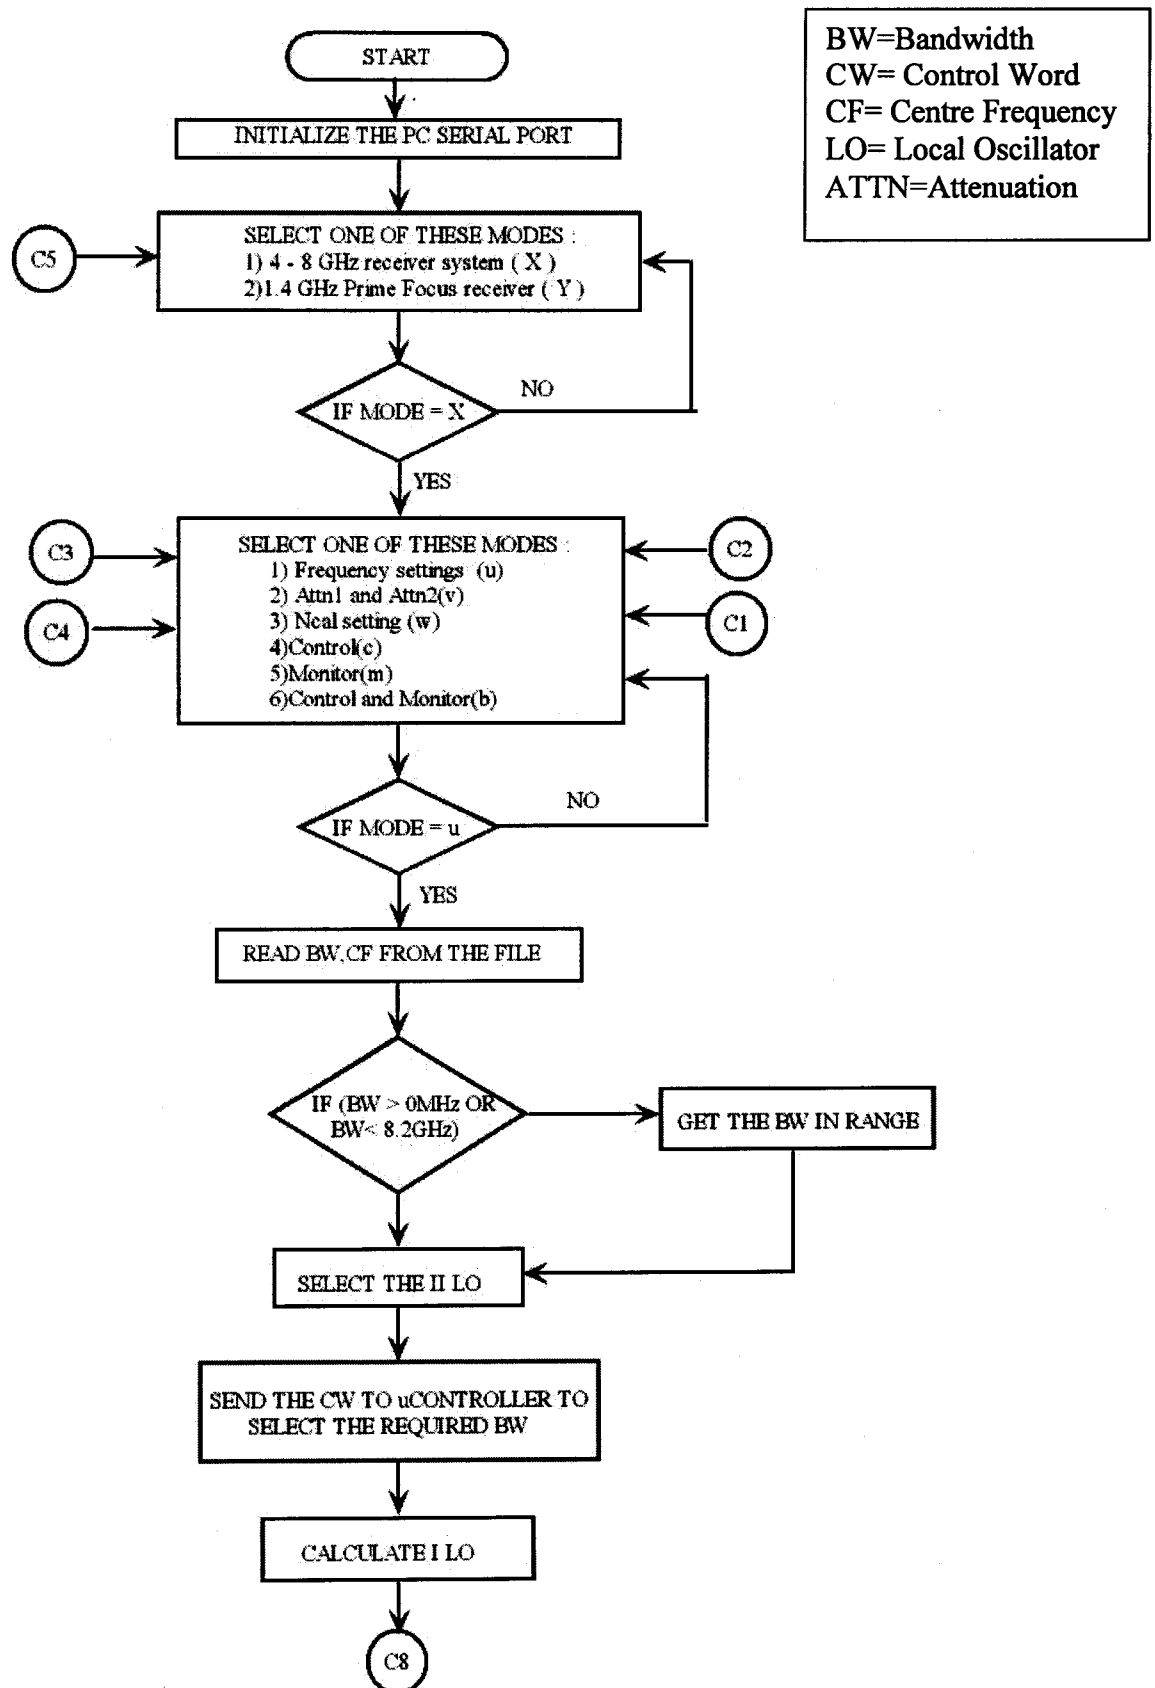 BW=Bandwidth
CW= Control Word
CF= Centre Frequency
LO= Local Oscillator
ATTN=Attenuation
START
INITIALIZE THE PC SERIAL PORT
C5
SELECT ONE OF THESE MODES :
1) 4 - 8 GHz receiver system ( X )
2)1.4 GHz Prime Focus receiver ( Y )
NO
IF MODE = X
YES
C3
C4
SELECT ONE OF THESE MODES :
1) Frequency settings (u)
2) Attn1 and Attn2(v)
3) Ncal setting (w)
4)Control(c)
5)Monitor(m)
6)Control and Monitor(b)
C2
C1
NO
IF MODE = u
YES
READ BW,CF FROM THE FILE
IF (BW > 0MHz OR
BW< 8.2GHz)
GET THE BW IN RANGE
SELECT THE II LO
SEND THE CW TO uCONTROLLER TO
SELECT THE REQUIRED BW
CALCULATE I LO
C8